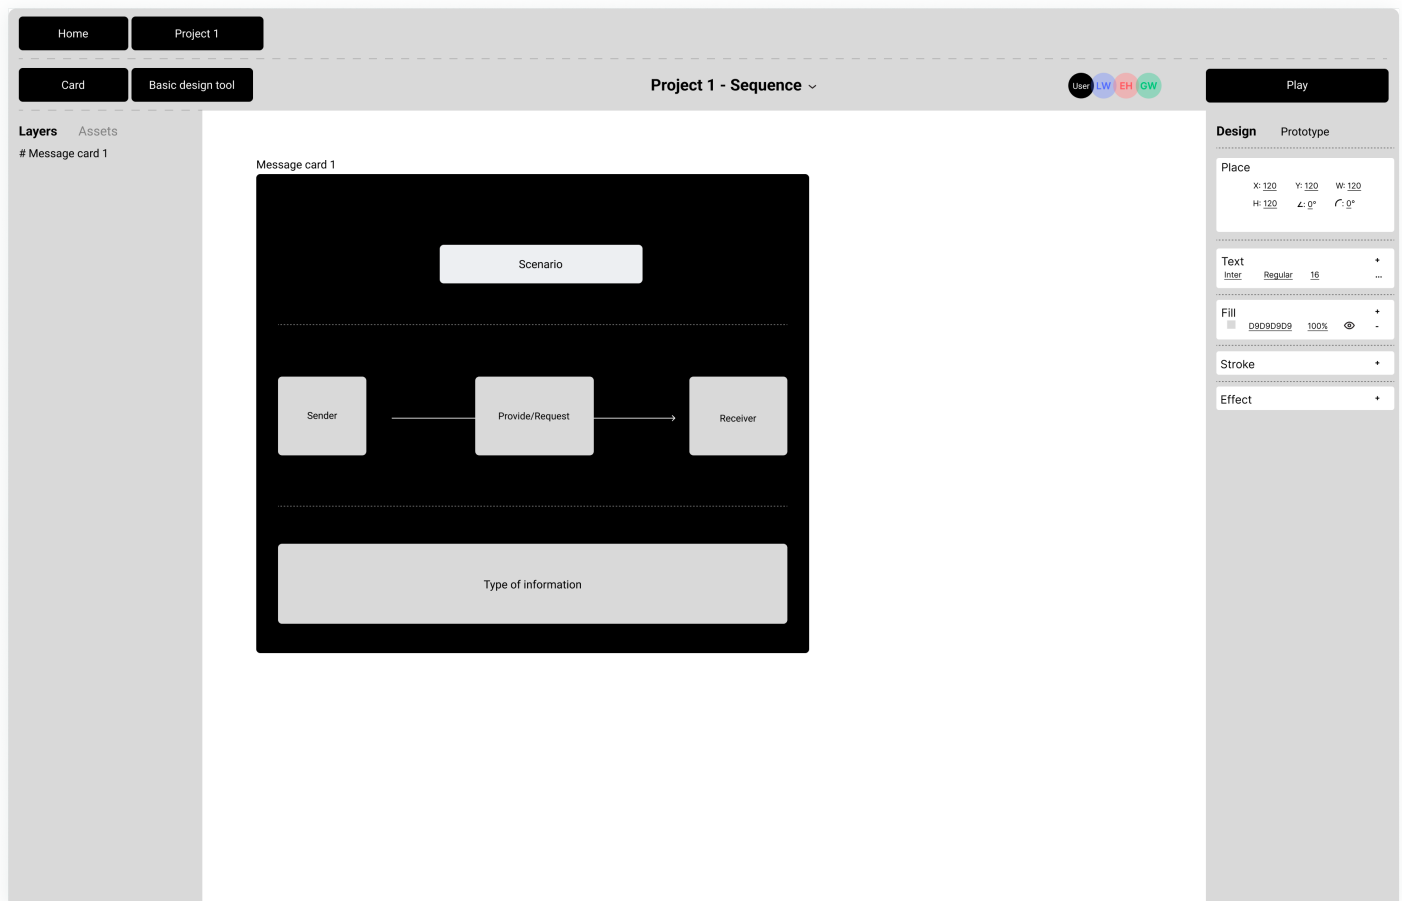 Home
Project 1
Card
Basic design tool
Project 1 - Sequence
User
LW
EH
GW
Play
Layers
Assets
# Message card 1
Message card 1
Scenario
Sender
Provide/Request
Receiver
Type of information
Design
Prototype
Place
X: 120
Y: 120
W: 120
H: 120
∠: 0°
: 0°
Text
+
Inter
Regular
16
...
Fill
+
D9D9D9D9
100%
-
Stroke
+
Effect
+